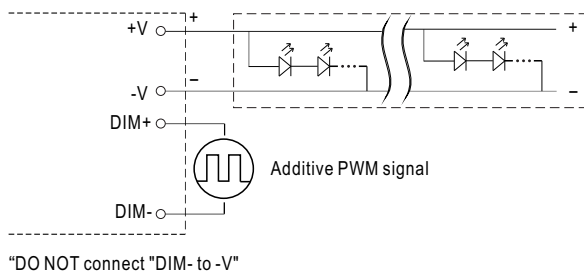 +V
+
+
-V
−
−
DIM+
Additive PWM signal
DIM-
“DO NOT connect "DIM- to -V"